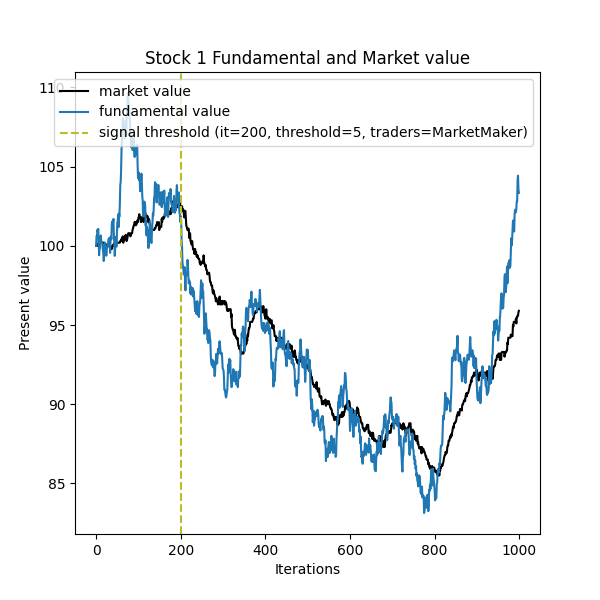 Stock 1 Fundamental and Market value
market value
fundamental value
signal threshold (it=200, threshold=5, traders=MarketMaker)
110
105
100
95
90
85
Present value
0 200 400 600 800 1000
Iterations